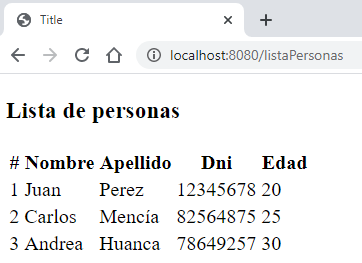 Title
localhost:8080/listaPersonas
Lista de personas
# Nombre Apellido Dni Edad
1 Juan Perez 12345678 20
2 Carlos Mencía 82564875 25
3 Andrea Huanca 78649257 30